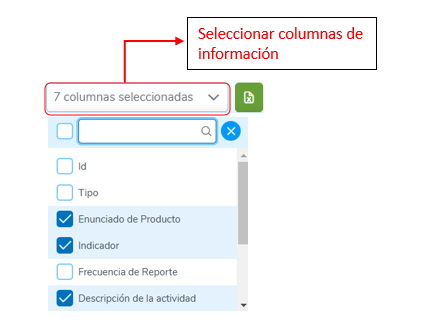 Seleccionar columnas de
información
7 columnas seleccionadas
Id
Tipo
Enunciado de Producto
Indicador
Frecuencia de Reporte
Descripción de la actividad